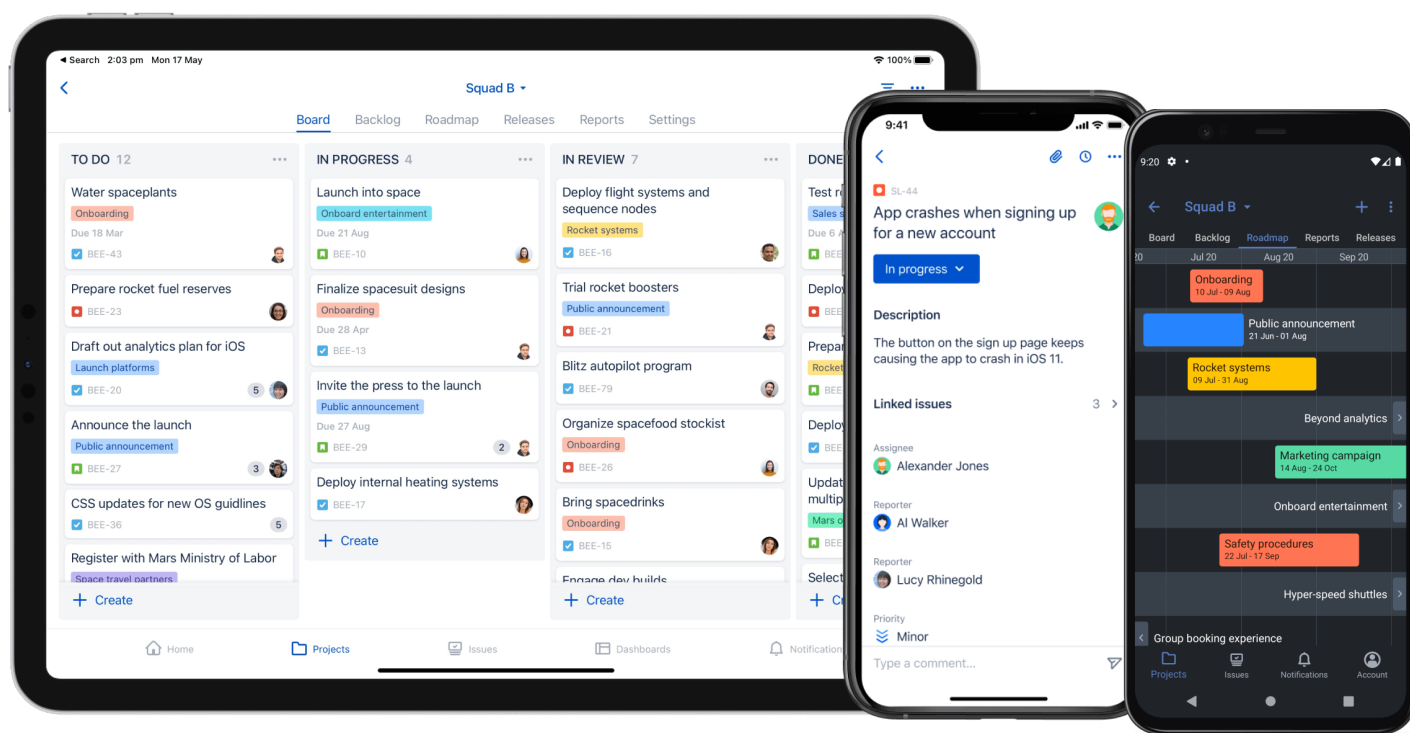 Search 2:03 pm Mon 17 May
100%
Squad B
Board Backlog Roadmap Releases Reports Settings
TO DO 12
Water spaceplants
Onboarding
Due 18 Mar
BEE-43
Prepare rocket fuel reserves
BEE-23
Draft out analytics plan for iOS
Launch platforms
BEE-20 5
Announce the launch
Public announcement
BEE-27 3
CSS updates for new OS guidlines
BEE-36 5
Register with Mars Ministry of Labor
Space travel partners
+ Create
IN PROGRESS 4
Launch into space
Onboard entertainment
Due 21 Aug
BEE-10
Finalize spacesuit designs
Onboarding
Due 28 Apr
BEE-13
Invite the press to the launch
Public announcement
Due 27 Aug
BEE-29 2
Deploy internal heating systems
BEE-17
+ Create
IN REVIEW 7
Deploy flight systems and
sequence nodes
Rocket systems
BEE-16
Trial rocket boosters
Public announcement
BEE-21
Blitz autopilot program
BEE-79
Organize spacefood stockist
Onboarding
BEE-26
Bring spacedrinks
Onboarding
BEE-15
Engage dev builds
+ Create
DONE
Test r
Sales s
Due 6 A
BEE
Deploy
BEE
Prepar
Rocket
BEE
Deploy
BEE
Updat
multip
Mars o
BEE
Select
+ Cr
Home Projects Issues Dashboards Notification
9:41
SL-44
App crashes when signing up
for a new account
In progress
Description
The button on the sign up page keeps
causing the app to crash in iOS 11.
Linked issues 3
Assignee
Alexander Jones
Reporter
Al Walker
Reporter
Lucy Rhinegold
Priority
Minor
Type a comment...
9:20
Squad B
Board Backlog Roadmap Reports Releases
20 Jul 20 Aug 20 Sep 20
Onboarding
10 Jul - 09 Aug
Public announcement
21 Jun - 01 Aug
Rocket systems
09 Jul - 31 Aug
Beyond analytics
Marketing campaign
14 Aug - 24 Oct
Onboard entertainment
Safety procedures
22 Jul - 17 Sep
Hyper-speed shuttles
Group booking experience
Projects Issues Notifications Account